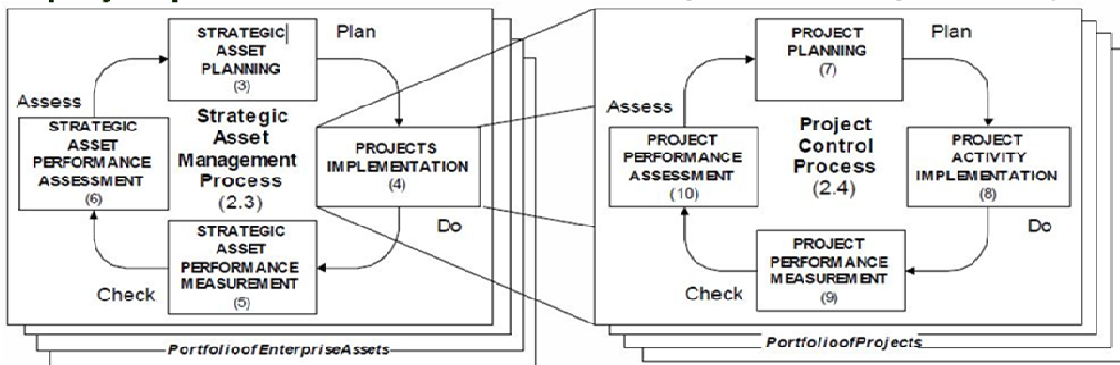 STRATEGIC
ASSET
PLANNING
(3)
Plan
Assess
STRATEGIC
ASSET
PERFORMANCE
ASSESSMENT
(6)
Strategic
Asset
Management
Process
(2.3)
PROJECTS
IMPLEMENTATION
(4)
Do
STRATEGIC
ASSET
PERFORMANCE
MEASUREMENT
(5)
Check
PortfolioofEnterpriseAssets
PROJECT
PLANNING
(7)
Plan
Assess
PROJECT
PERFORMANCE
ASSESSMENT
(10)
Project
Control
Process
(2.4)
PROJECT
ACTIVITY
IMPLEMENTATION
(8)
Do
PROJECT
PERFORMANCE
MEASUREMENT
(9)
Check
PortfolioofProjects